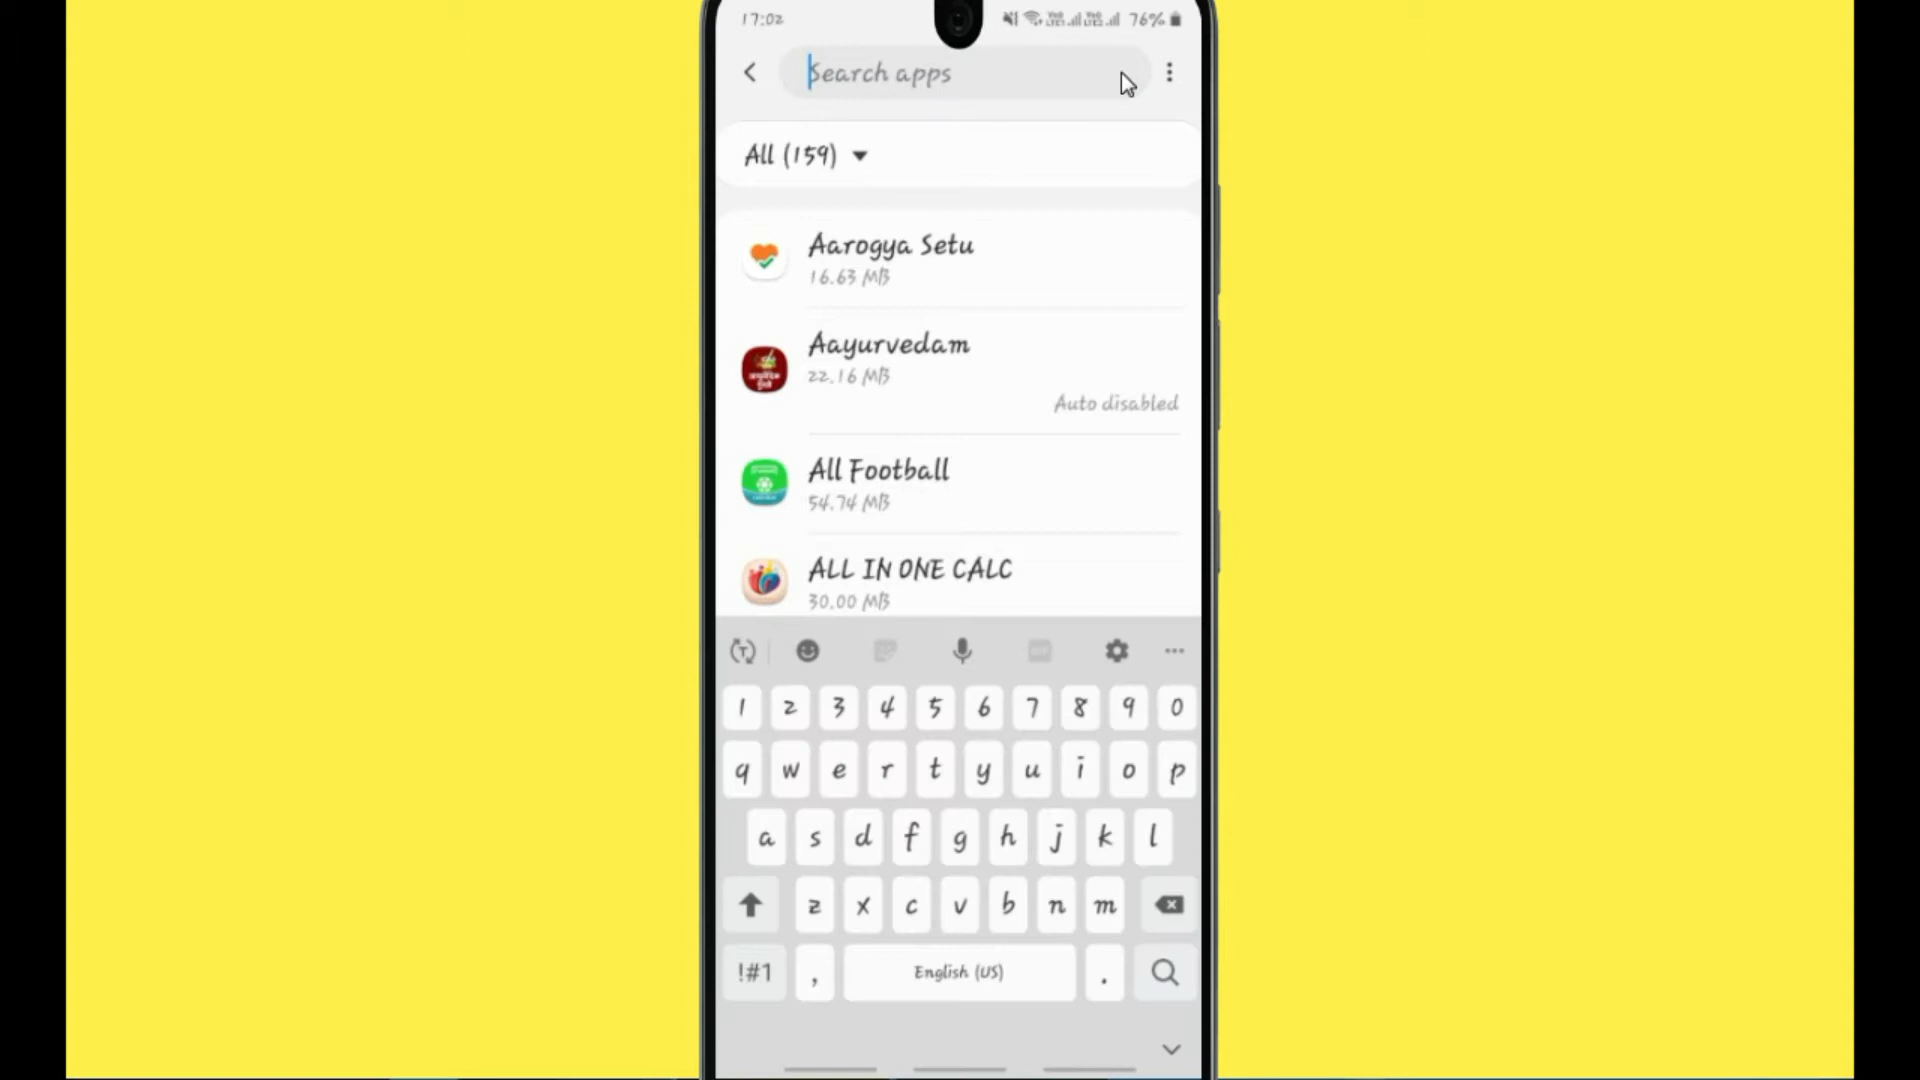 17:02 76%
Search apps
All (159)
Aarogya Setu
16.63 MB
Aayurvedam
22.16 MB
Auto disabled
All Football
54.74 MB
ALL IN ONE CALC
30.00 MB
1 2 3 4 5 6 7 8 9 0
q w e r t y u i o p
a s d f g h j k l
z x c v b n m
!#1 , English (US) .